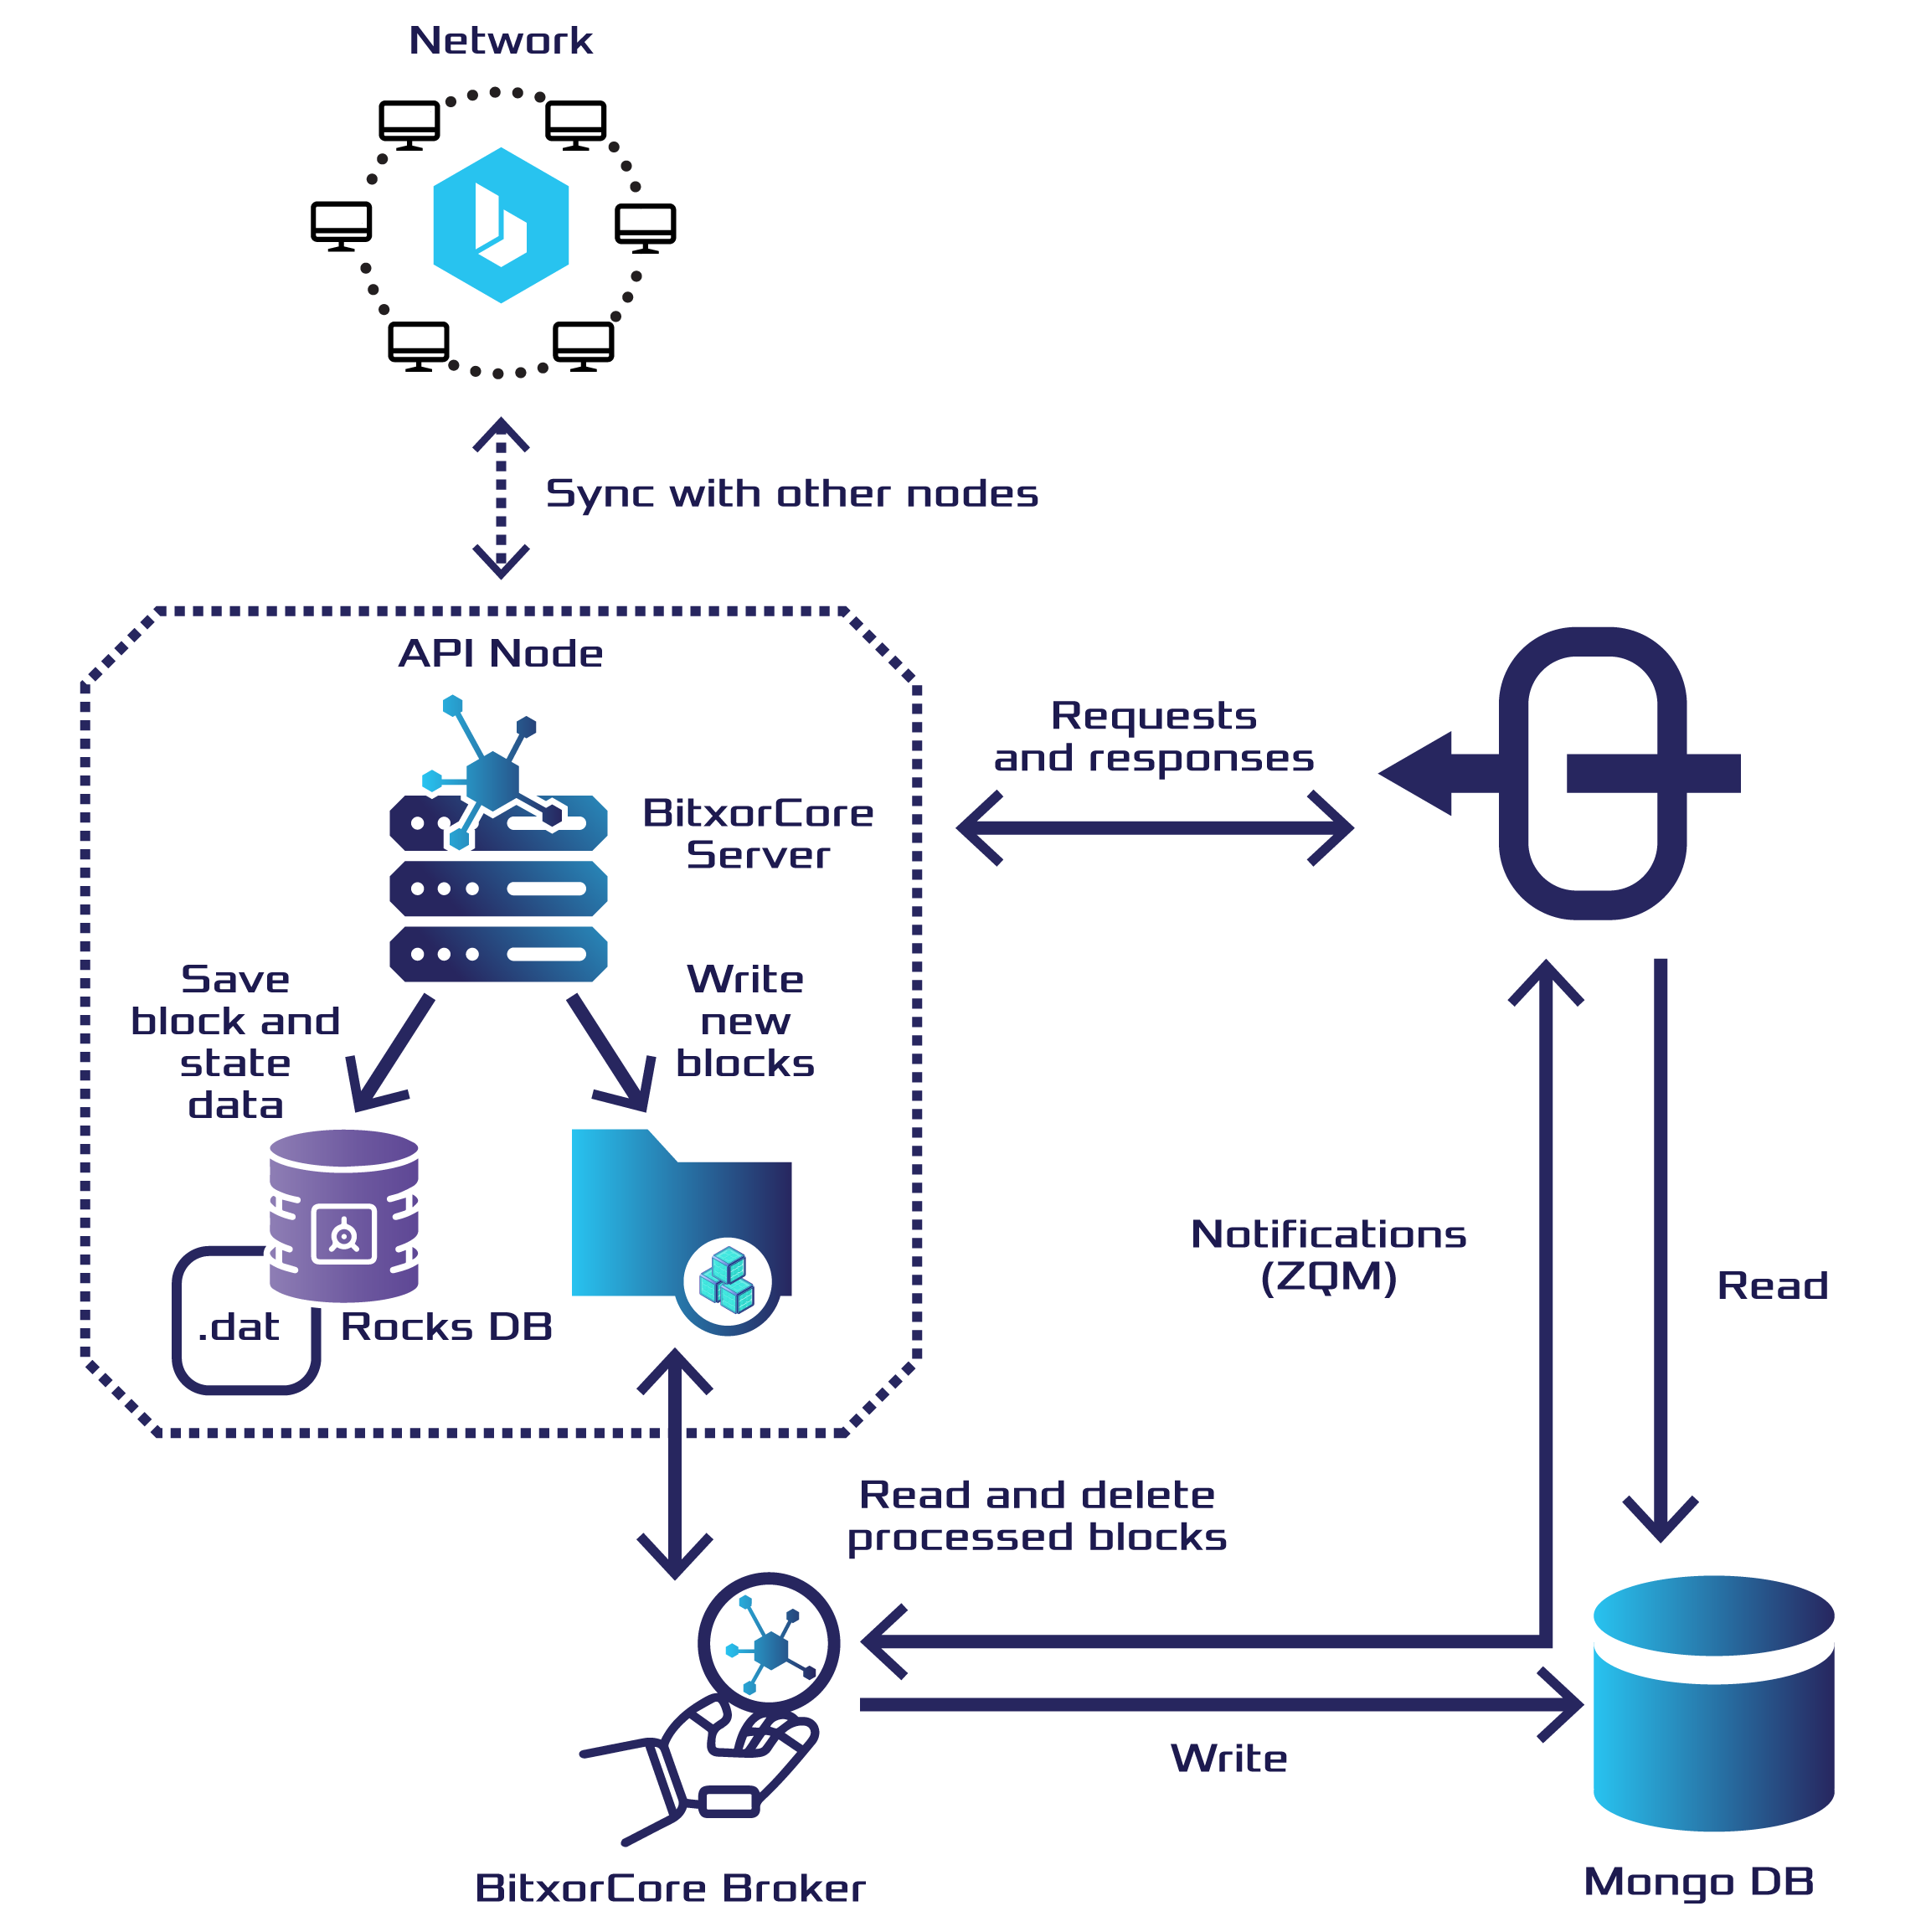 Network
Sync with other nodes
API Node
BitxorCore
Server
Requests
and responses
Save
block and
state
data
Write
new
blocks
.dat
Rocks DB
Notifications
(ZQM)
Read
Read and delete
processed blocks
Write
BitxorCore Broker
Mongo DB